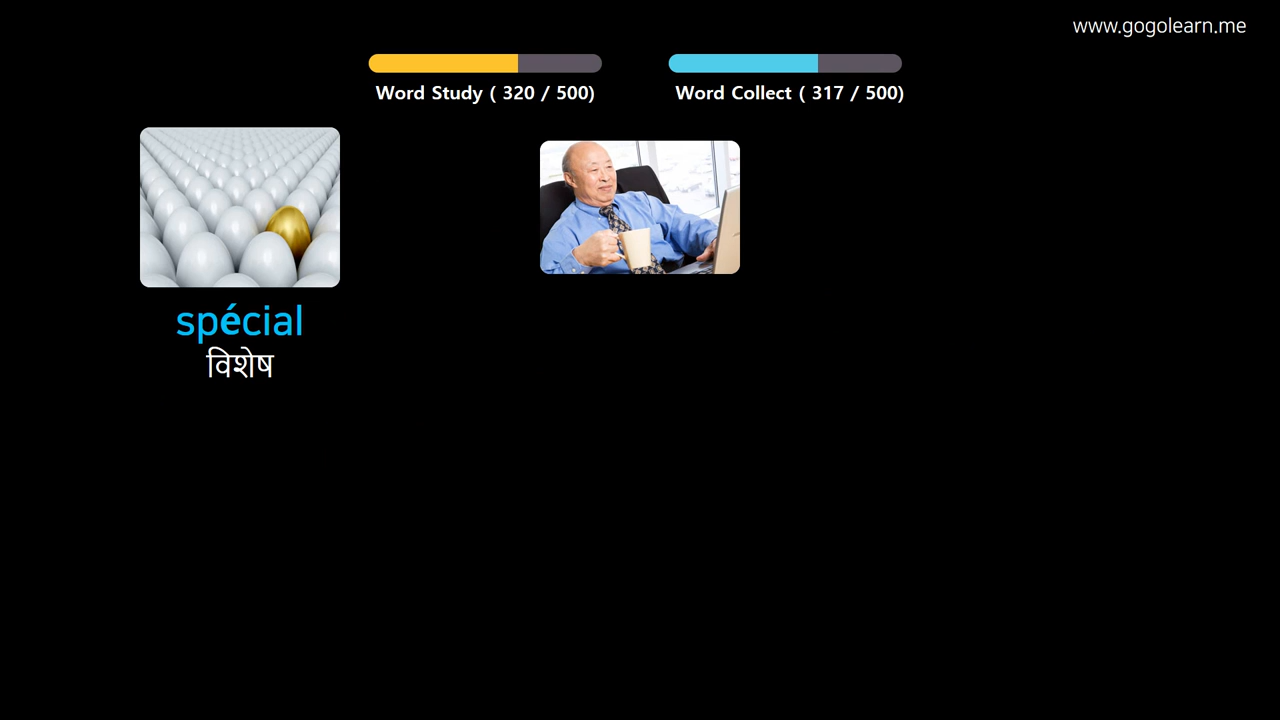 www.gogolearn.me
Word Study ( 320 / 500)
Word Collect ( 317 / 500)
spécial
विशेष